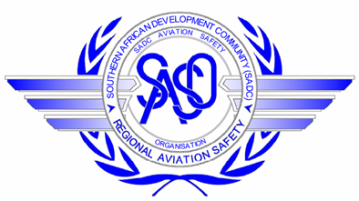 SOUTHERN AFRICAN DEVELOPMENT COMMUNITY (SADC)
SADC AVIATION SAFETY
SASO
ORGANISATION
REGIONAL AVIATION SAFETY